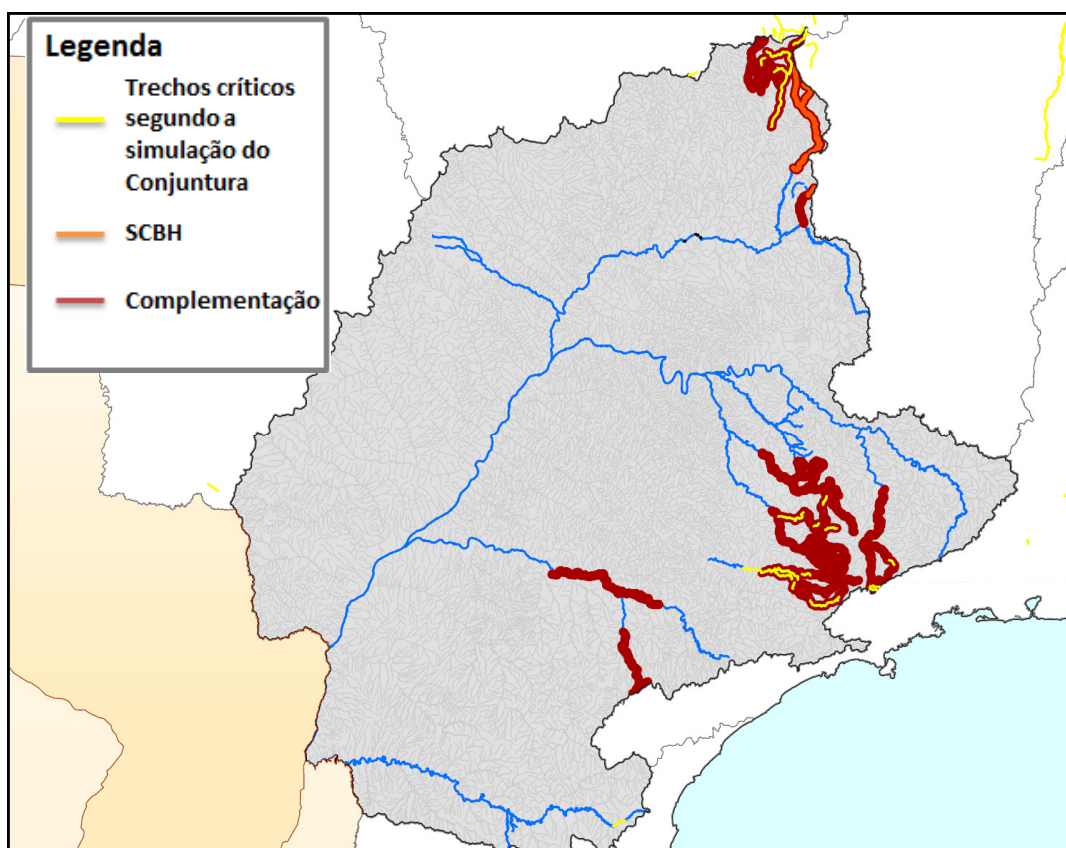 Legenda
Trechos críticos
segundo a
simulação do
Conjuntura
SCBH
Complementação